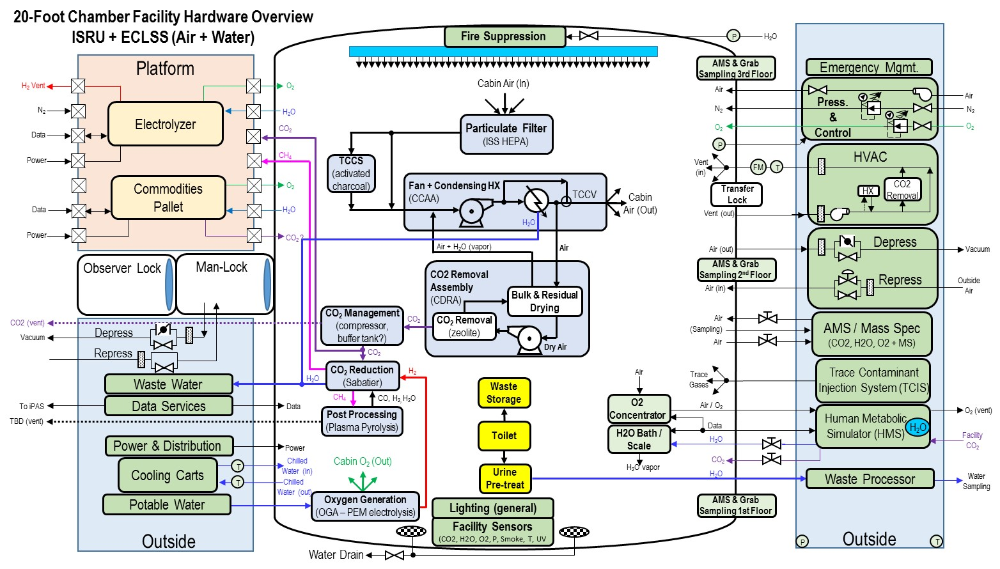 20-Foot Chamber Facility Hardware Overview
ISRU + ECLSS (Air + Water)
Platform
H₂ Vent
N₂
Data
Power
Electrolyzer
O₂
H₂O
CO₂
CH₄
Data
Power
Commodities
Pallet
O₂
H₂O
CO₂ ?
Observer Lock
Man-Lock
CO2 (vent)
Vacuum
Depress
Repress
Waste Water
To iPAS
Data Services
Data
TBD (vent)
Power & Distribution
Power
Cooling Carts
T
T
Chilled
Water (in)
Chilled
Water (out)
Potable Water
Outside
Fire Suppression
P
H₂O
Cabin Air (In)
Particulate Filter
(ISS HEPA)
TCCS
(activated
charcoal)
Fan + Condensing HX
(CCAA)
TCCV
H₂O
Cabin
Air (Out)
Air + H₂O (vapor)
Air
CO2 Removal
Assembly
(CDRA)
Bulk & Residual
Drying
CO₂ Removal
(zeolite)
Dry Air
CO₂
CO₂ Management
(compressor,
buffer tank?)
CO₂
CO₂ Reduction
(Sabatier)
H₂O
H₂
CH₄
CO, H₂, H₂O
Post Processing
(Plasma Pyrolysis)
Cabin O₂ (Out)
Oxygen Generation
(OGA – PEM electrolysis)
Waste
Storage
Toilet
Urine
Pre-treat
Lighting (general)
Facility Sensors
(CO2, H2O, O2, P, Smoke, T, UV
Water Drain
Air
O2
Concentrator
Air / O₂
H2O Bath /
Scale
Data
H₂O
CO₂
H₂O vapor
H₂O
AMS & Grab
Sampling 3rd Floor
Air
N₂
O₂
P
Vent
(in)
FM
T
Transfer
Lock
Vent (out)
Air (out)
AMS & Grab
Sampling 2nd Floor
Air (in)
Air
(Sampling)
Air
Trace
Gases
AMS & Grab
Sampling 1st Floor
Emergency Mgmt.
Press.
&
Control
Air
N₂
O₂
HVAC
HX
CO2
Removal
Depress
Vacuum
Repress
Outside
Air
AMS / Mass Spec
(CO2, H2O, O2 + MS)
Trace Contaminant
Injection System (TCIS)
Human Metabolic
Simulator (HMS)
H₂O
O₂ (vent)
Facility
CO₂
Waste Processor
Water
Sampling
P
Outside
T